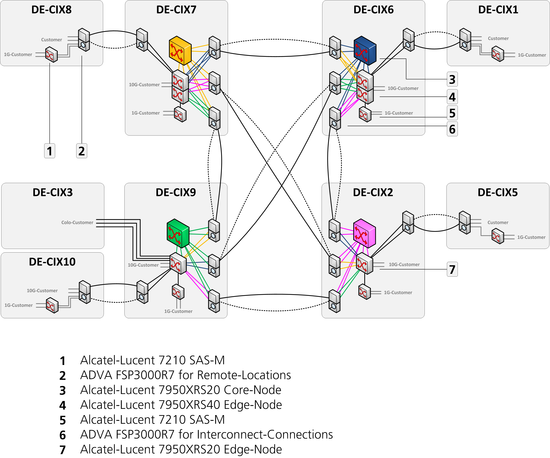 DE-CIX8
Customer
1G-Customer
DE-CIX7
10G-Customer
1G-Customer
DE-CIX6
10G-Customer
1G-Customer
DE-CIX1
Customer
1G-Customer
1
2
3
4
5
6
DE-CIX3
Colo-Customer
DE-CIX10
10G-Customer
1G-Customer
DE-CIX9
10G-Customer
1G-Customer
DE-CIX2
10G-Customer
1G-Customer
DE-CIX5
Customer
1G-Customer
7
1 Alcatel-Lucent 7210 SAS-M
2 ADVA FSP3000R7 for Remote-Locations
3 Alcatel-Lucent 7950XRS20 Core-Node
4 Alcatel-Lucent 7950XRS40 Edge-Node
5 Alcatel-Lucent 7210 SAS-M
6 ADVA FSP3000R7 for Interconnect-Connections
7 Alcatel-Lucent 7950XRS20 Edge-Node